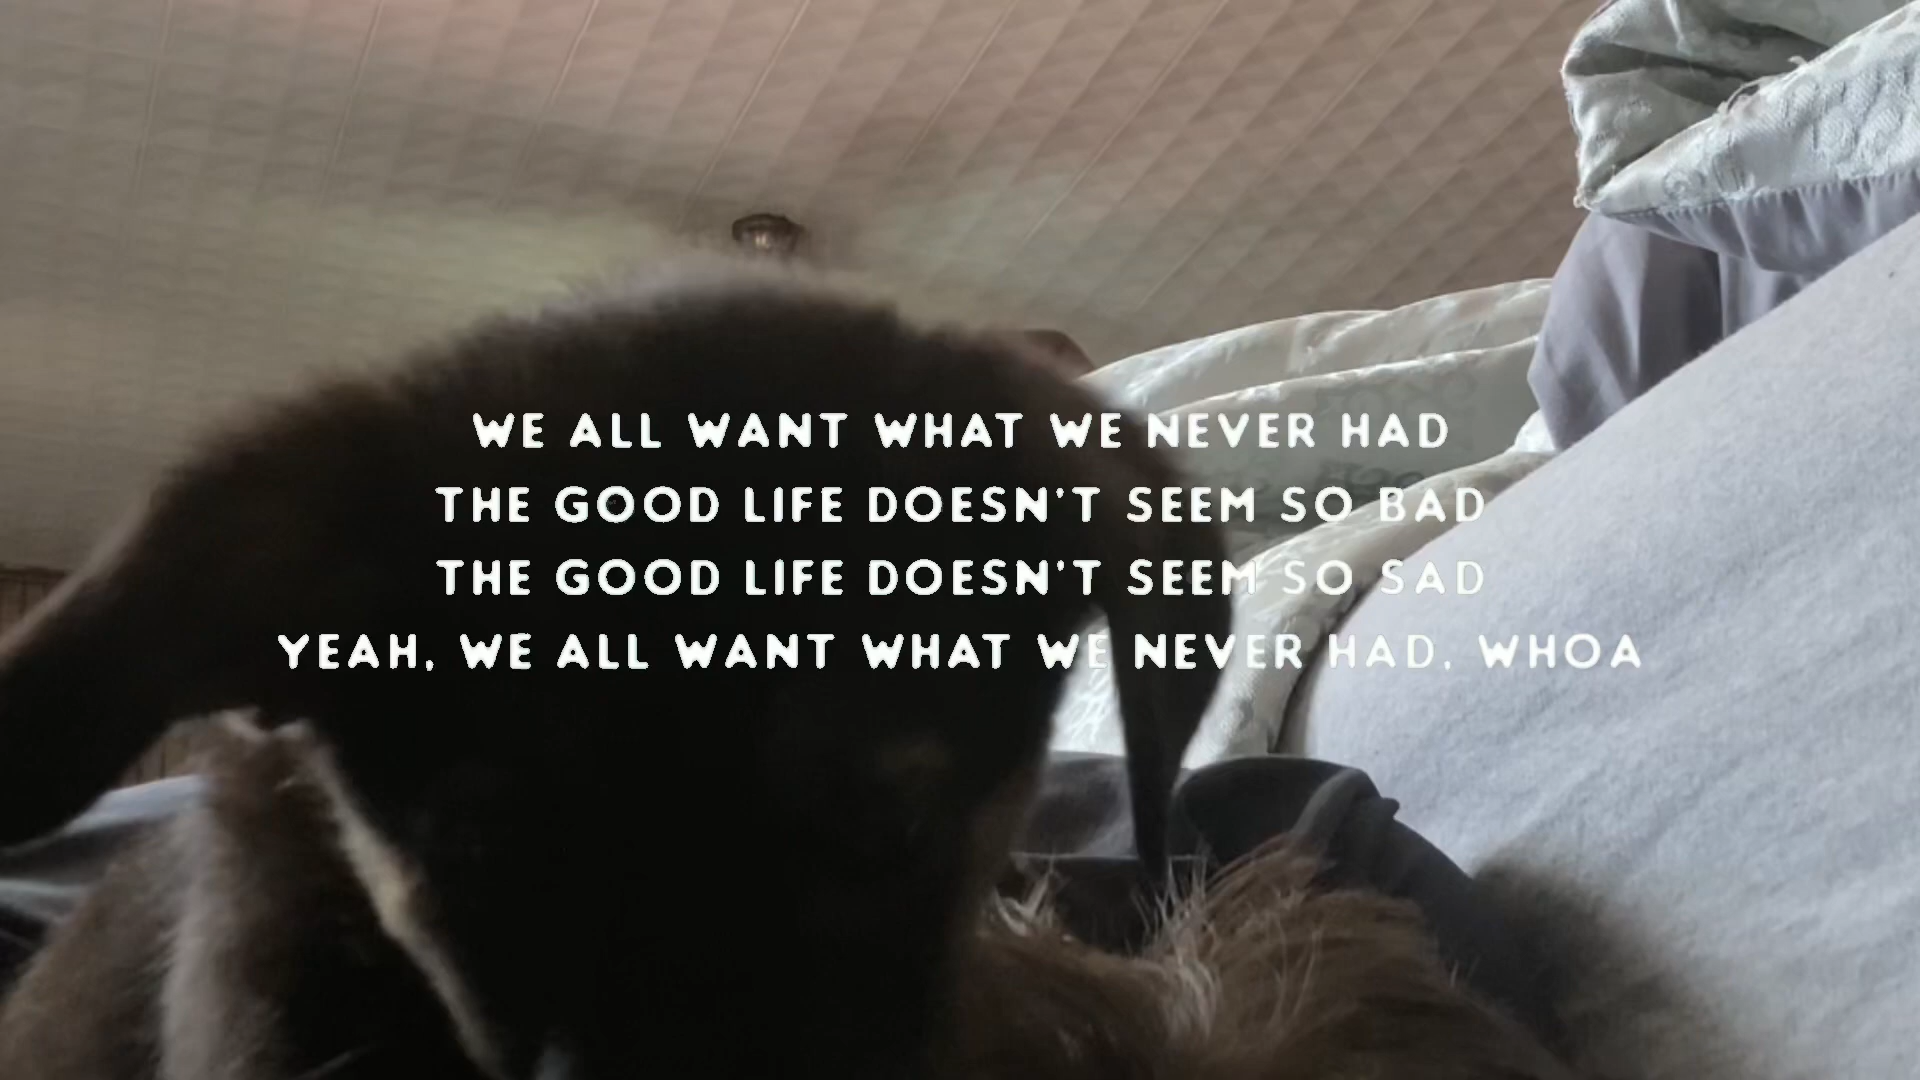 WE ALL WANT WHAT WE NEVER HAD
THE GOOD LIFE DOESN'T SEEM SO BAD
THE GOOD LIFE DOESN'T SEEM SO SAD
YEAH, WE ALL WANT WHAT WE NEVER HAD, WHOA